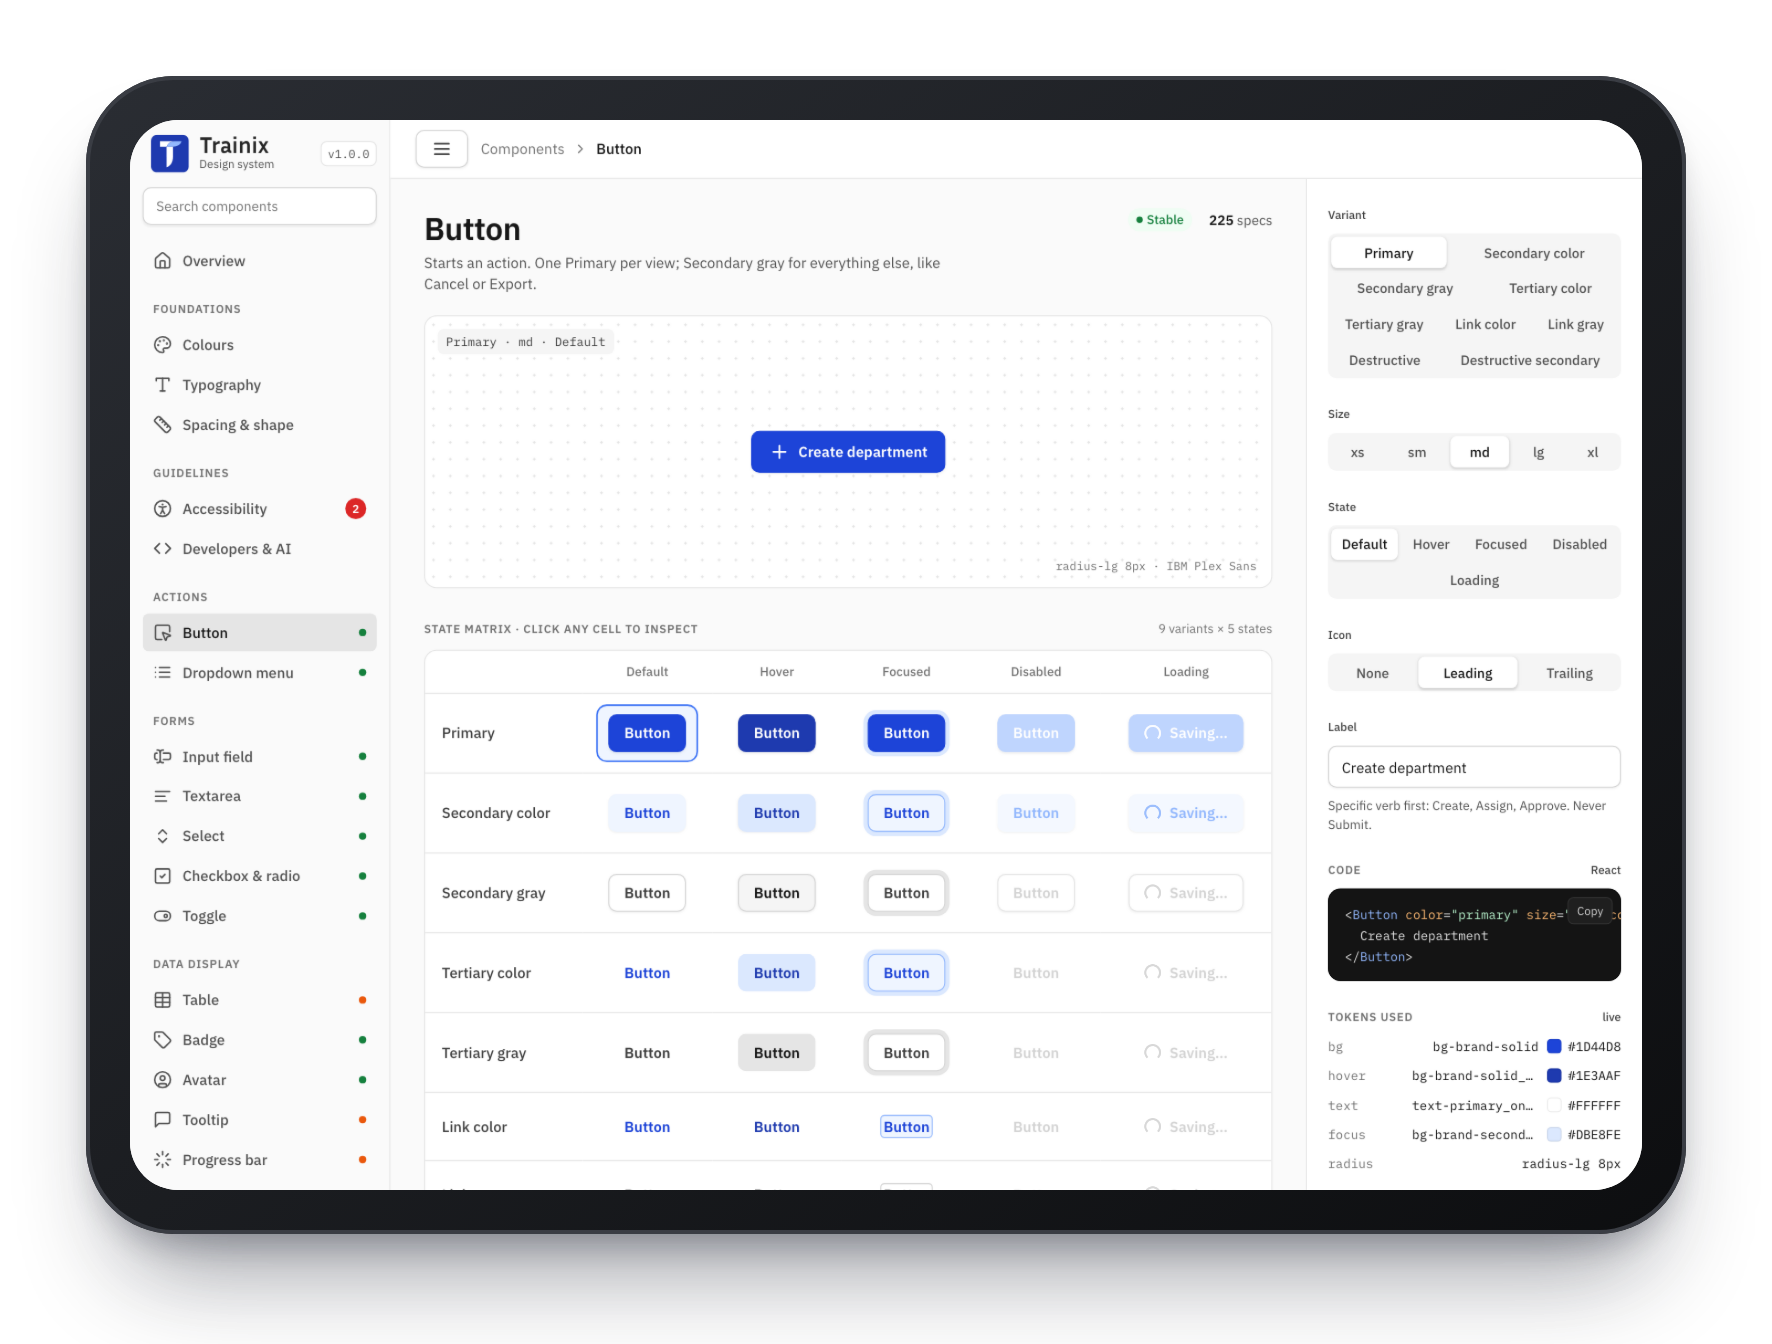 Trainix
Design system
v1.0.0
Search components
Overview
FOUNDATIONS
Colours
Typography
Spacing & shape
GUIDELINES
Accessibility 2
Developers & AI
ACTIONS
Button
Dropdown menu
FORMS
Input field
Textarea
Select
Checkbox & radio
Toggle
DATA DISPLAY
Table
Badge
Avatar
Tooltip
Progress bar
Components > Button
Button
Stable 225 specs
Starts an action. One Primary per view; Secondary gray for everything else, like
Cancel or Export.
Primary · md · Default
Create department
radius-lg 8px · IBM Plex Sans
STATE MATRIX · CLICK ANY CELL TO INSPECT 9 variants × 5 states
Default Hover Focused Disabled Loading
Primary Button Button Button Button Saving...
Secondary color Button Button Button Button Saving...
Secondary gray Button Button Button Button Saving...
Tertiary color Button Button Button Button Saving...
Tertiary gray Button Button Button Button Saving...
Link color Button Button Button Button Saving...
Variant
Primary Secondary color
Secondary gray Tertiary color
Tertiary gray Link color Link gray
Destructive Destructive secondary
Size
xs sm md lg xl
State
Default Hover Focused Disabled
Loading
Icon
None Leading Trailing
Label
Create department
Specific verb first: Create, Assign, Approve. Never
Submit.
CODE React
<Button color="primary" size=" Copy
Create department
</Button>
TOKENS USED live
bg bg-brand-solid #1D44D8
hover bg-brand-solid_… #1E3AAF
text text-primary_on… #FFFFFF
focus bg-brand-second… #DBE8FE
radius radius-lg 8px